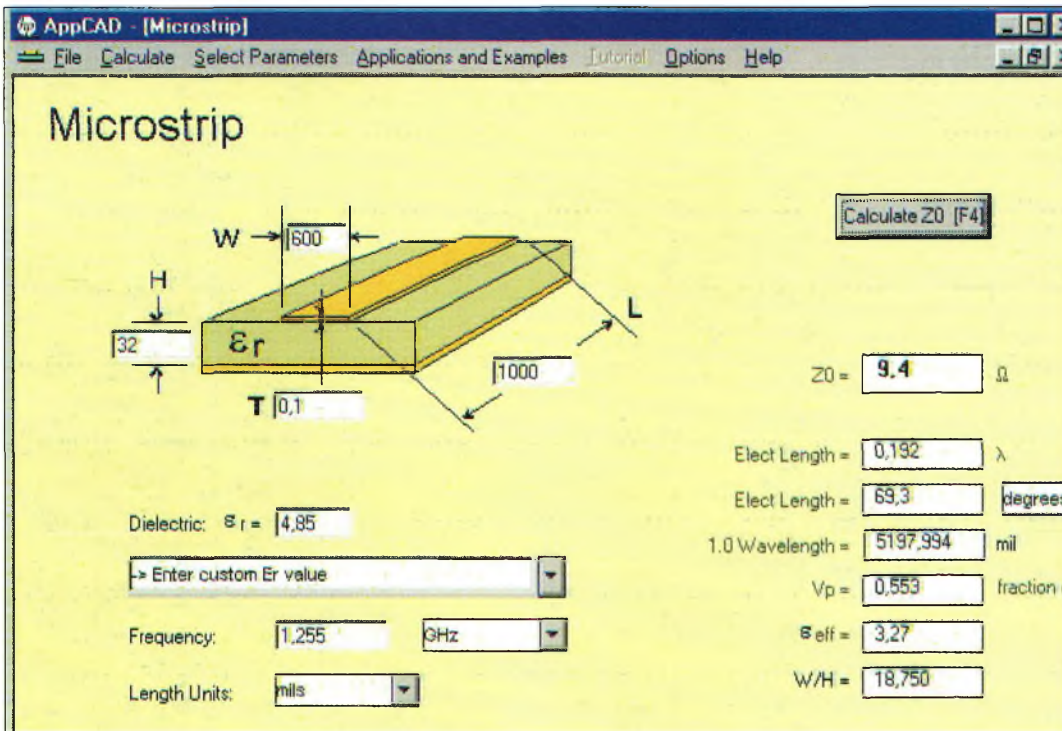 hp AppCAD - [Microstrip]
File Calculate Select Parameters Applications and Examples Tutorial Options Help
Microstrip
Calculate Z0 [F4]
W 600
H
L
32
εr
1000
T 0,1
Z0 = 9.4 Ω
Elect Length = 0,192 λ
Elect Length = 69,3 degrees
Dielectric: εr = 4,85
1.0 Wavelength = 5197,994 mil
-> Enter custom Er value
Vp = 0,553 fraction
Frequency: 1,255 GHz
εeff = 3,27
Length Units: mils
W/H = 18,750